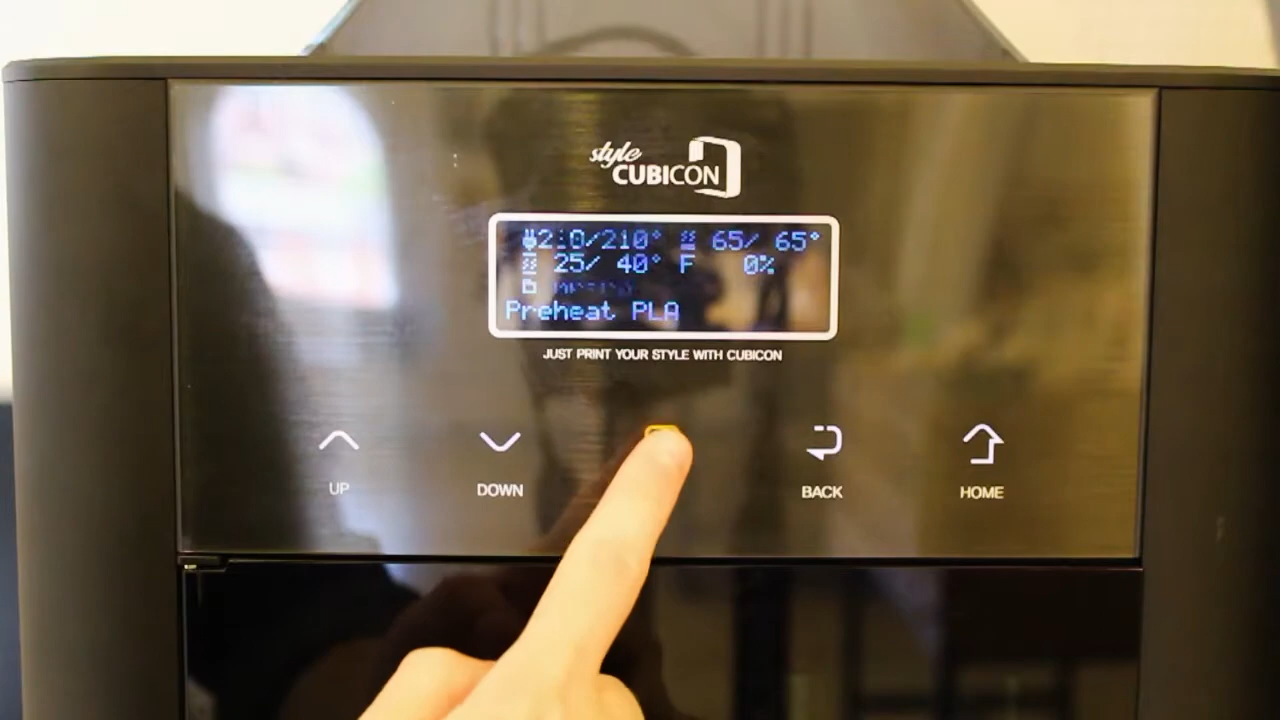 style
CUBICON
210/210° 65/ 65°
25/ 40° F 0%
Preheat PLA
JUST PRINT YOUR STYLE WITH CUBICON
UP
DOWN
BACK
HOME